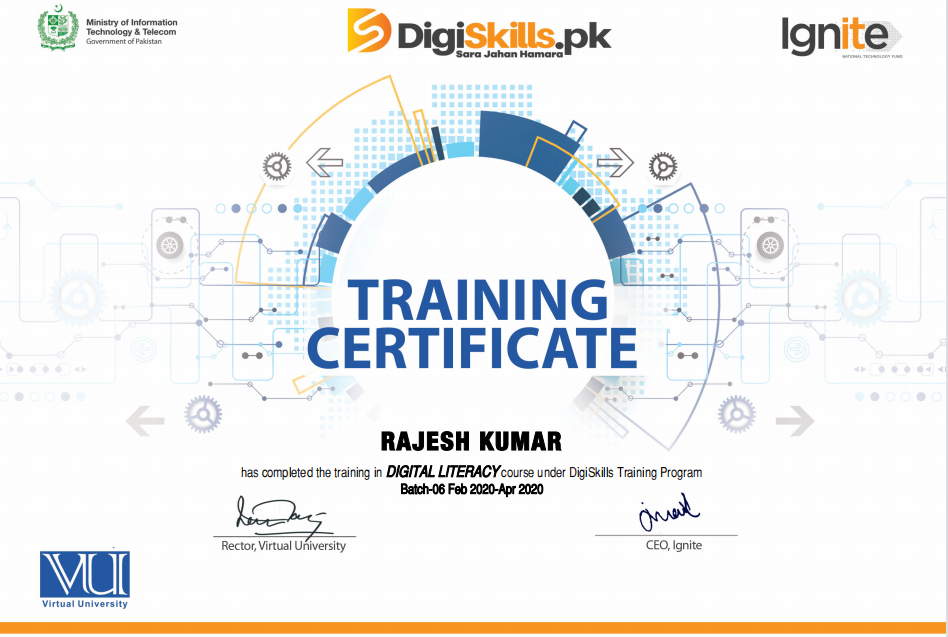 Ministry of Information
Technology & Telecom
Government of Pakistan
DigiSkills.pk
Sara Jahan Hamara
Ignite
NATIONAL TECHNOLOGY FUND
TRAINING
CERTIFICATE
RAJESH KUMAR
has completed the training in DIGITAL LITERACY course under DigiSkills Training Program
Batch-06 Feb 2020-Apr 2020
Rector, Virtual University
CEO, Ignite
VU
Virtual University